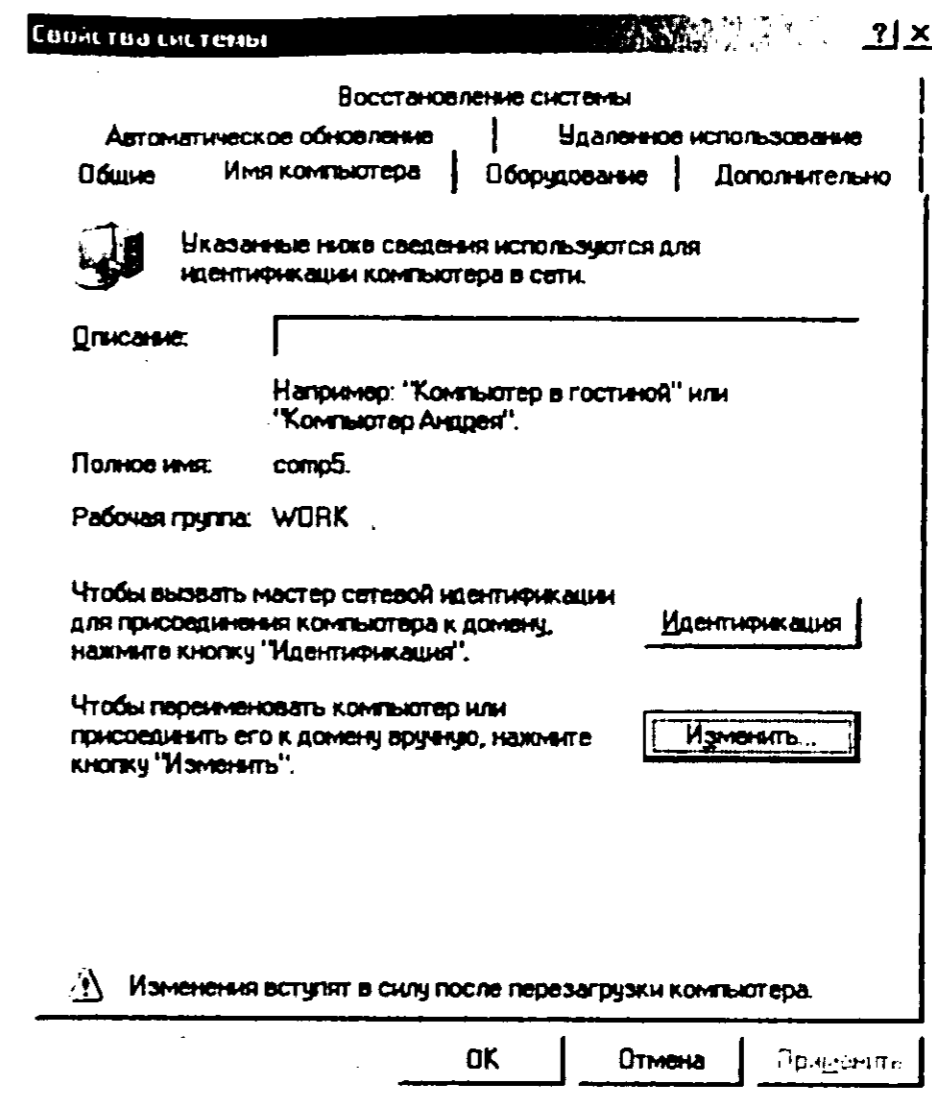 Свойства системы
? ×
Восстановление системы
Автоматическое обновление | Удаленное использование
Общие Имя компьютера | Оборудование | Дополнительно
Указанные ниже сведения используются для
идентификации компьютера в сети.
Описание:
Например: "Компьютер в гостиной" или
"Компьютер Андрея".
Полное имя: comp5.
Рабочая группа: WORK
Чтобы вызвать мастер сетевой идентификации
для присоединения компьютера к домену,
нажмите кнопку "Идентификация".
Идентификация
Чтобы переименовать компьютер или
присоединить его к домену вручную, нажмите
кнопку "Изменить".
Изменить...
Изменения вступят в силу после перезагрузки компьютера.
OK Отмена Применить